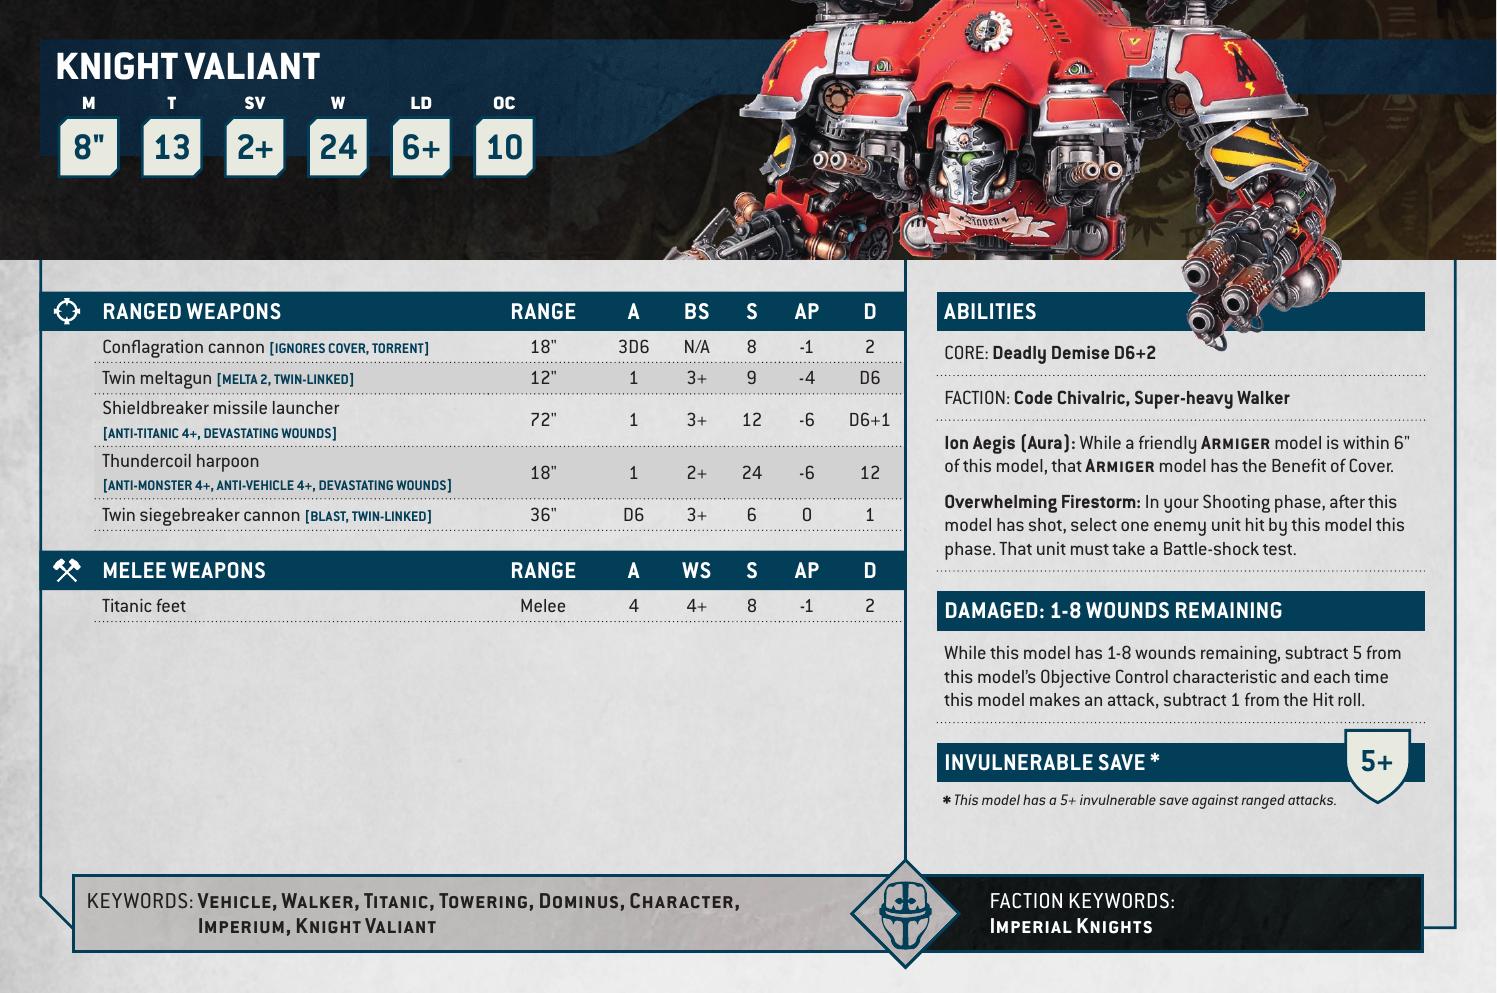 KNIGHT VALIANT
M T SV W LD OC
8" 13 2+ 24 6+ 10
Raven
RANGED WEAPONS RANGE A BS S AP D
Conflagration cannon [IGNORES COVER, TORRENT] 18" 3D6 N/A 8 -1 2
Twin meltagun [MELTA 2, TWIN-LINKED] 12" 1 3+ 9 -4 D6
Shieldbreaker missile launcher
[ANTI-TITANIC 4+, DEVASTATING WOUNDS] 72" 1 3+ 12 -6 D6+1
Thundercoil harpoon
[ANTI-MONSTER 4+, ANTI-VEHICLE 4+, DEVASTATING WOUNDS] 18" 1 2+ 24 -6 12
Twin siegebreaker cannon [BLAST, TWIN-LINKED] 36" D6 3+ 6 0 1
MELEE WEAPONS RANGE A WS S AP D
Titanic feet Melee 4 4+ 8 -1 2
ABILITIES
CORE: Deadly Demise D6+2
FACTION: Code Chivalric, Super-heavy Walker
Ion Aegis (Aura): While a friendly ARMIGER model is within 6"
of this model, that ARMIGER model has the Benefit of Cover.
Overwhelming Firestorm: In your Shooting phase, after this
model has shot, select one enemy unit hit by this model this
phase. That unit must take a Battle-shock test.
DAMAGED: 1-8 WOUNDS REMAINING
While this model has 1-8 wounds remaining, subtract 5 from
this model's Objective Control characteristic and each time
this model makes an attack, subtract 1 from the Hit roll.
INVULNERABLE SAVE * 5+
* This model has a 5+ invulnerable save against ranged attacks.
KEYWORDS: VEHICLE, WALKER, TITANIC, TOWERING, DOMINUS, CHARACTER,
IMPERIUM, KNIGHT VALIANT
FACTION KEYWORDS:
IMPERIAL KNIGHTS